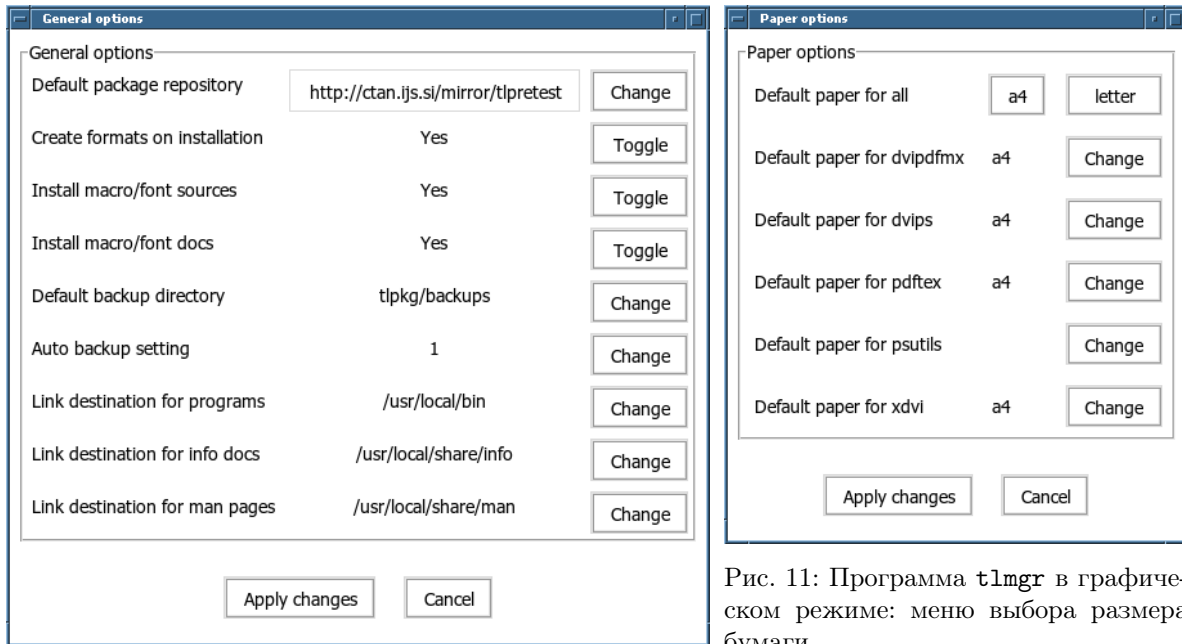 General options
General options
Default package repository http://ctan.ijs.si/mirror/tlpretest Change
Create formats on installation Yes Toggle
Install macro/font sources Yes Toggle
Install macro/font docs Yes Toggle
Default backup directory tlpkg/backups Change
Auto backup setting 1 Change
Link destination for programs /usr/local/bin Change
Link destination for info docs /usr/local/share/info Change
Link destination for man pages /usr/local/share/man Change
Apply changes Cancel
Paper options
Paper options
Default paper for all a4 letter
Default paper for dvipdfmx a4 Change
Default paper for dvips a4 Change
Default paper for pdftex a4 Change
Default paper for psutils Change
Default paper for xdvi a4 Change
Apply changes Cancel
Рис. 11: Программа tlmgr в графиче-
ском режиме: меню выбора размера
бумаги